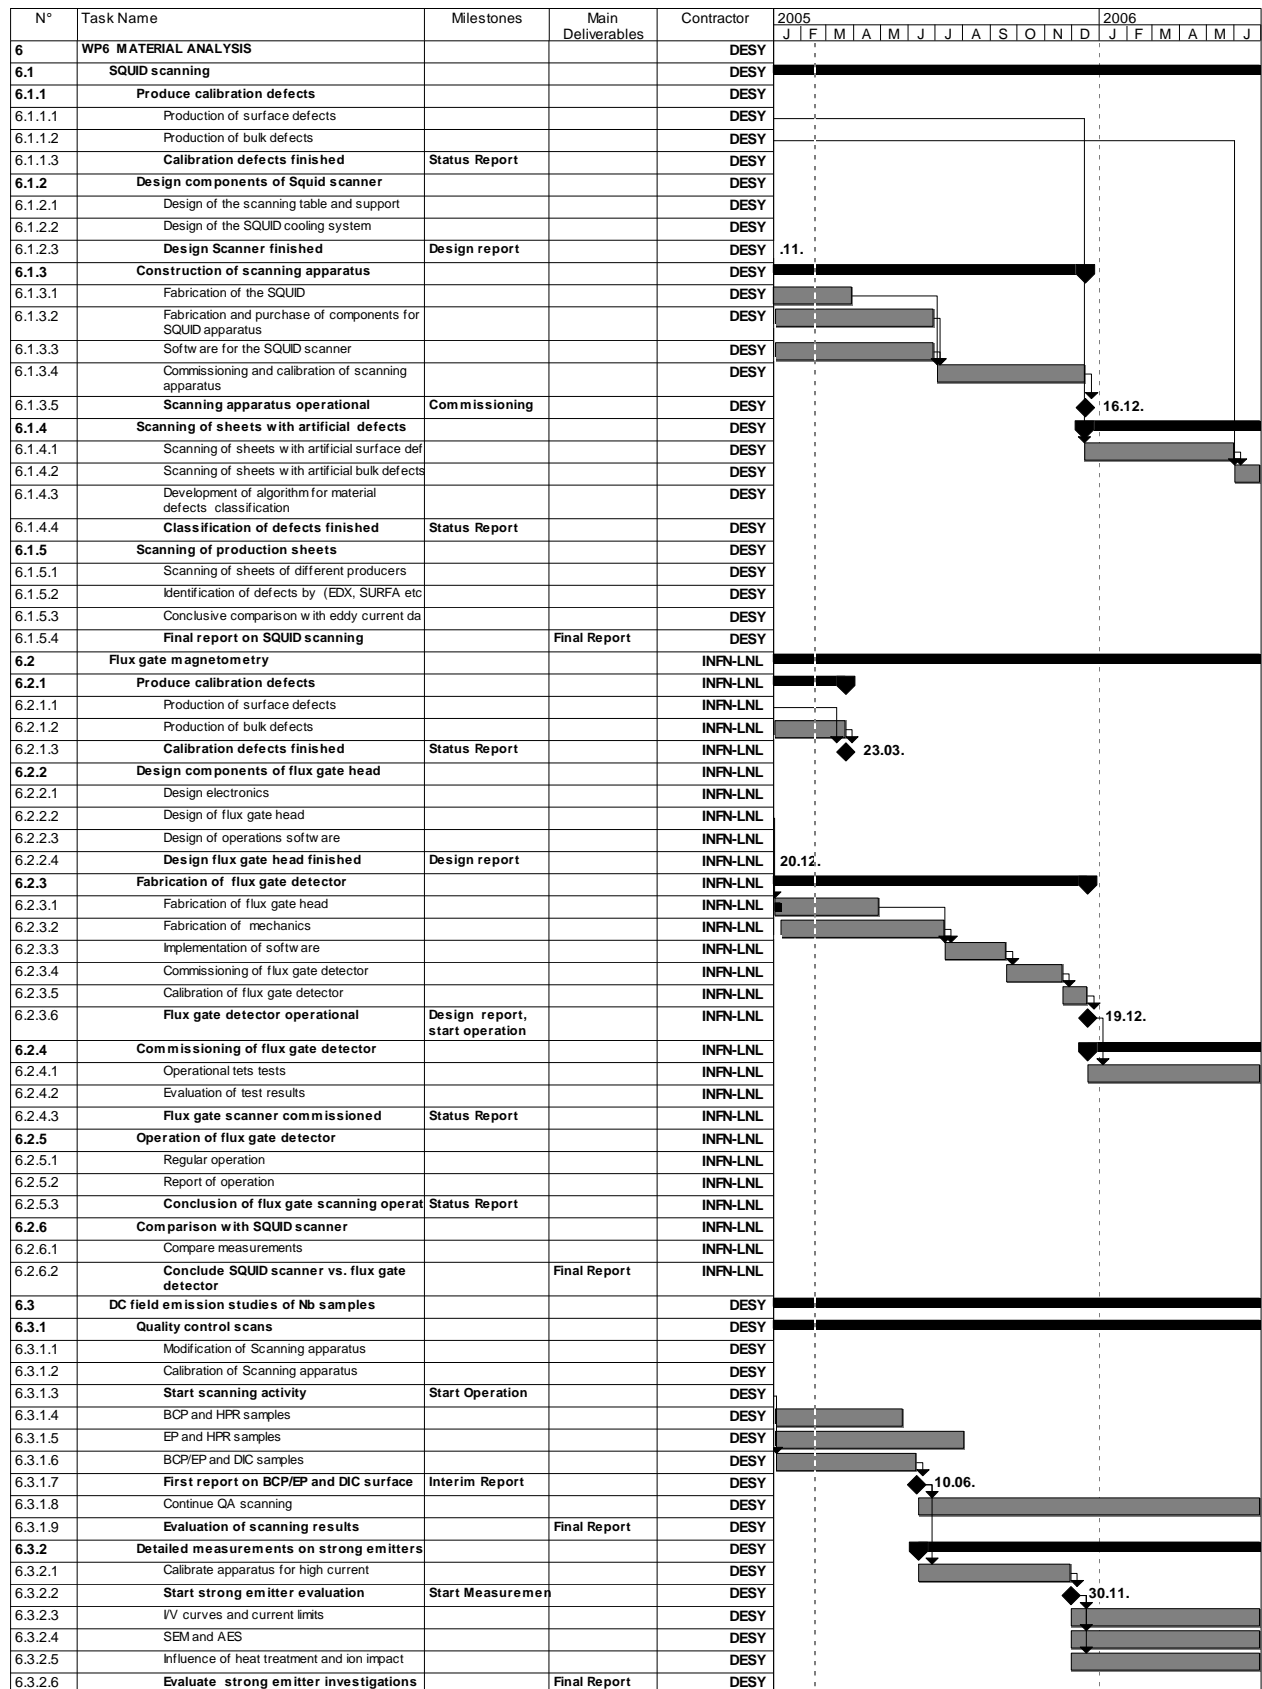 N° Task Name Milestones Main Deliverables Contractor 2005 2006
J F M A M J J A S O N D J F M A M J
6 WP6 MATERIAL ANALYSIS DESY
6.1 SQUID scanning DESY
6.1.1 Produce calibration defects DESY
6.1.1.1 Production of surface defects DESY
6.1.1.2 Production of bulk defects DESY
6.1.1.3 Calibration defects finished Status Report DESY
6.1.2 Design components of Squid scanner DESY
6.1.2.1 Design of the scanning table and support DESY
6.1.2.2 Design of the SQUID cooling system DESY
6.1.2.3 Design Scanner finished Design report DESY .11.
6.1.3 Construction of scanning apparatus DESY
6.1.3.1 Fabrication of the SQUID DESY
6.1.3.2 Fabrication and purchase of components for DESY
SQUID apparatus
6.1.3.3 Software for the SQUID scanner DESY
6.1.3.4 Commissioning and calibration of scanning DESY
apparatus
6.1.3.5 Scanning apparatus operational Commissioning DESY 16.12.
6.1.4 Scanning of sheets with artificial defects DESY
6.1.4.1 Scanning of sheets with artificial surface def DESY
6.1.4.2 Scanning of sheets with artificial bulk defects DESY
6.1.4.3 Development of algorithm for material DESY
defects classification
6.1.4.4 Classification of defects finished Status Report DESY
6.1.5 Scanning of production sheets DESY
6.1.5.1 Scanning of sheets of different producers DESY
6.1.5.2 Identification of defects by (EDX, SURFA etc DESY
6.1.5.3 Conclusive comparison with eddy current da DESY
6.1.5.4 Final report on SQUID scanning Final Report DESY
6.2 Flux gate magnetometry INFN-LNL
6.2.1 Produce calibration defects INFN-LNL
6.2.1.1 Production of surface defects INFN-LNL
6.2.1.2 Production of bulk defects INFN-LNL
6.2.1.3 Calibration defects finished Status Report INFN-LNL 23.03.
6.2.2 Design components of flux gate head INFN-LNL
6.2.2.1 Design electronics INFN-LNL
6.2.2.2 Design of flux gate head INFN-LNL
6.2.2.3 Design of operations software INFN-LNL
6.2.2.4 Design flux gate head finished Design report INFN-LNL 20.12.
6.2.3 Fabrication of flux gate detector INFN-LNL
6.2.3.1 Fabrication of flux gate head INFN-LNL
6.2.3.2 Fabrication of mechanics INFN-LNL
6.2.3.3 Implementation of software INFN-LNL
6.2.3.4 Commissioning of flux gate detector INFN-LNL
6.2.3.5 Calibration of flux gate detector INFN-LNL
6.2.3.6 Flux gate detector operational Design report, INFN-LNL 19.12.
start operation
6.2.4 Commissioning of flux gate detector INFN-LNL
6.2.4.1 Operational tets tests INFN-LNL
6.2.4.2 Evaluation of test results INFN-LNL
6.2.4.3 Flux gate scanner commissioned Status Report INFN-LNL
6.2.5 Operation of flux gate detector INFN-LNL
6.2.5.1 Regular operation INFN-LNL
6.2.5.2 Report of operation INFN-LNL
6.2.5.3 Conclusion of flux gate scanning operat Status Report INFN-LNL
6.2.6 Comparison with SQUID scanner INFN-LNL
6.2.6.1 Compare measurements INFN-LNL
6.2.6.2 Conclude SQUID scanner vs. flux gate Final Report INFN-LNL
detector
6.3 DC field emission studies of Nb samples DESY
6.3.1 Quality control scans DESY
6.3.1.1 Modification of Scanning apparatus DESY
6.3.1.2 Calibration of Scanning apparatus DESY
6.3.1.3 Start scanning activity Start Operation DESY
6.3.1.4 BCP and HPR samples DESY
6.3.1.5 EP and HPR samples DESY
6.3.1.6 BCP/EP and DIC samples DESY
6.3.1.7 First report on BCP/EP and DIC surface Interim Report DESY 10.06.
6.3.1.8 Continue QA scanning DESY
6.3.1.9 Evaluation of scanning results Final Report DESY
6.3.2 Detailed measurements on strong emitters DESY
6.3.2.1 Calibrate apparatus for high current DESY
6.3.2.2 Start strong emitter evaluation Start Measuremen DESY 30.11.
6.3.2.3 I/V curves and current limits DESY
6.3.2.4 SEM and AES DESY
6.3.2.5 Influence of heat treatment and ion impact DESY
6.3.2.6 Evaluate strong emitter investigations Final Report DESY